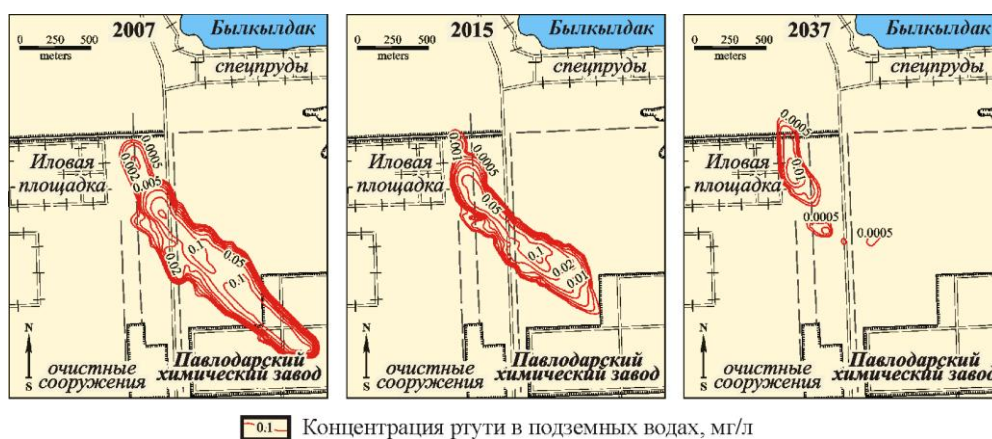 2007
0 250 500
meters
Былкылдак
спецпруды
0.0005
0.002
0.005
Иловая
площадка
0.02
0.05
0.1
0.1
N
S
очистные
сооружения
Павлодарский
химический завод
2015
0 250 500
meters
Былкылдак
спецпруды
0.001
0.0005
Иловая
площадка
0.05
0.1
0.02
0.01
N
S
очистные
сооружения
Павлодарский
химический завод
2037
0 250 500
meters
Былкылдак
спецпруды
0.0005
Иловая
площадка
0.01
0.0005
0.0005
N
S
очистные
сооружения
Павлодарский
химический завод
0.1 Концентрация ртути в подземных водах, мг/л